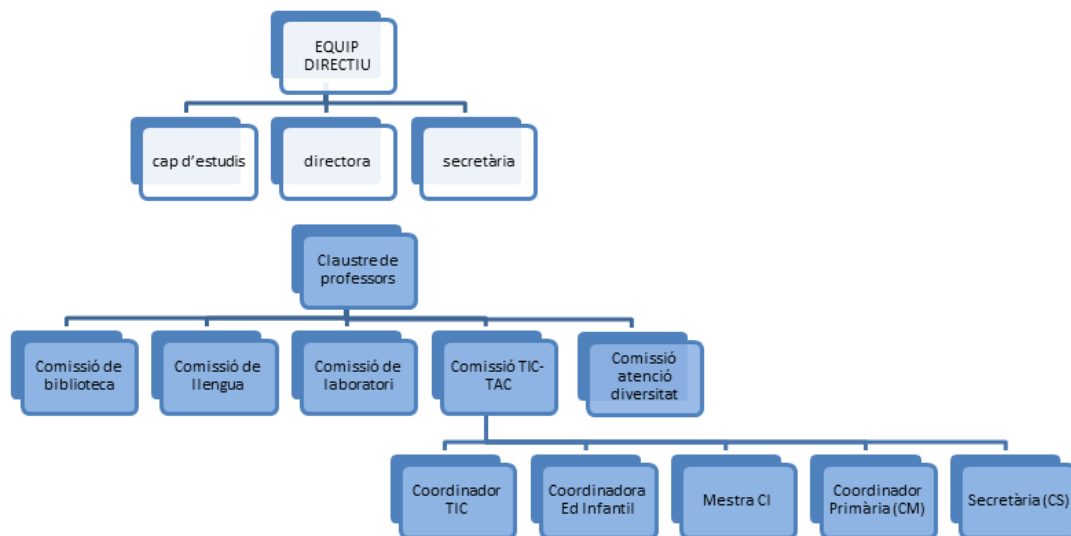 EQUIP
DIRECTIU
cap d'estudis
directora
secretària
Claustre de
professors
Comissió de
biblioteca
Comissió de
llengua
Comissió de
laboratori
Comissió TIC-
TAC
Comissió
atenció
diversitat
Coordinador
TIC
Coordinadora
Ed Infantil
Mestra CI
Coordinador
Primària (CM)
Secretària (CS)